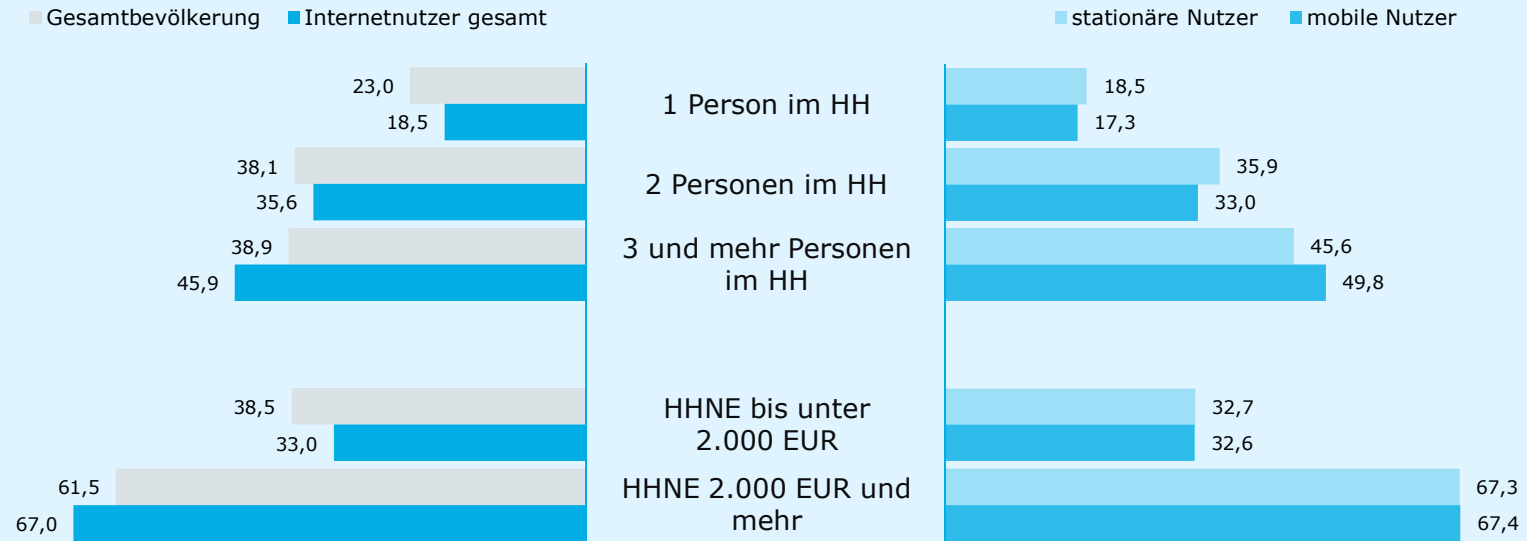 Gesamtbevölkerung Internetnutzer gesamt stationäre Nutzer mobile Nutzer
23,0 1 Person im HH 18,5
18,5 17,3
38,1 2 Personen im HH 35,9
35,6 33,0
38,9 3 und mehr Personen 45,6
45,9 im HH 49,8
38,5 HHNE bis unter 32,7
33,0 2.000 EUR 32,6
61,5 HHNE 2.000 EUR und 67,3
67,0 mehr 67,4